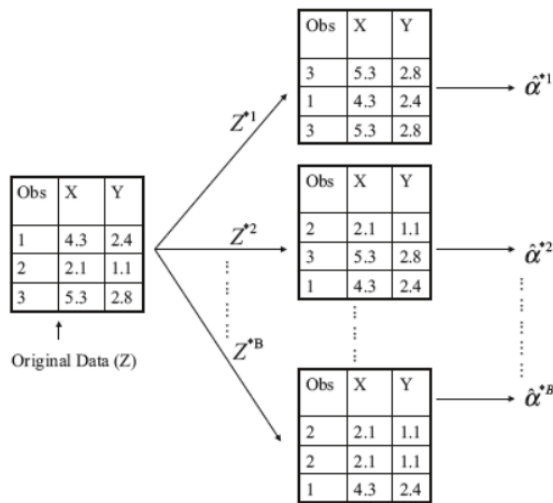 Obs X Y
3 5.3 2.8
1 4.3 2.4
3 5.3 2.8
α̂*1
Z*1
Obs X Y
1 4.3 2.4
2 2.1 1.1
3 5.3 2.8
Original Data (Z)
Z*2
Obs X Y
2 2.1 1.1
3 5.3 2.8
1 4.3 2.4
α̂*2
Z*B
Obs X Y
2 2.1 1.1
2 2.1 1.1
1 4.3 2.4
α̂*B